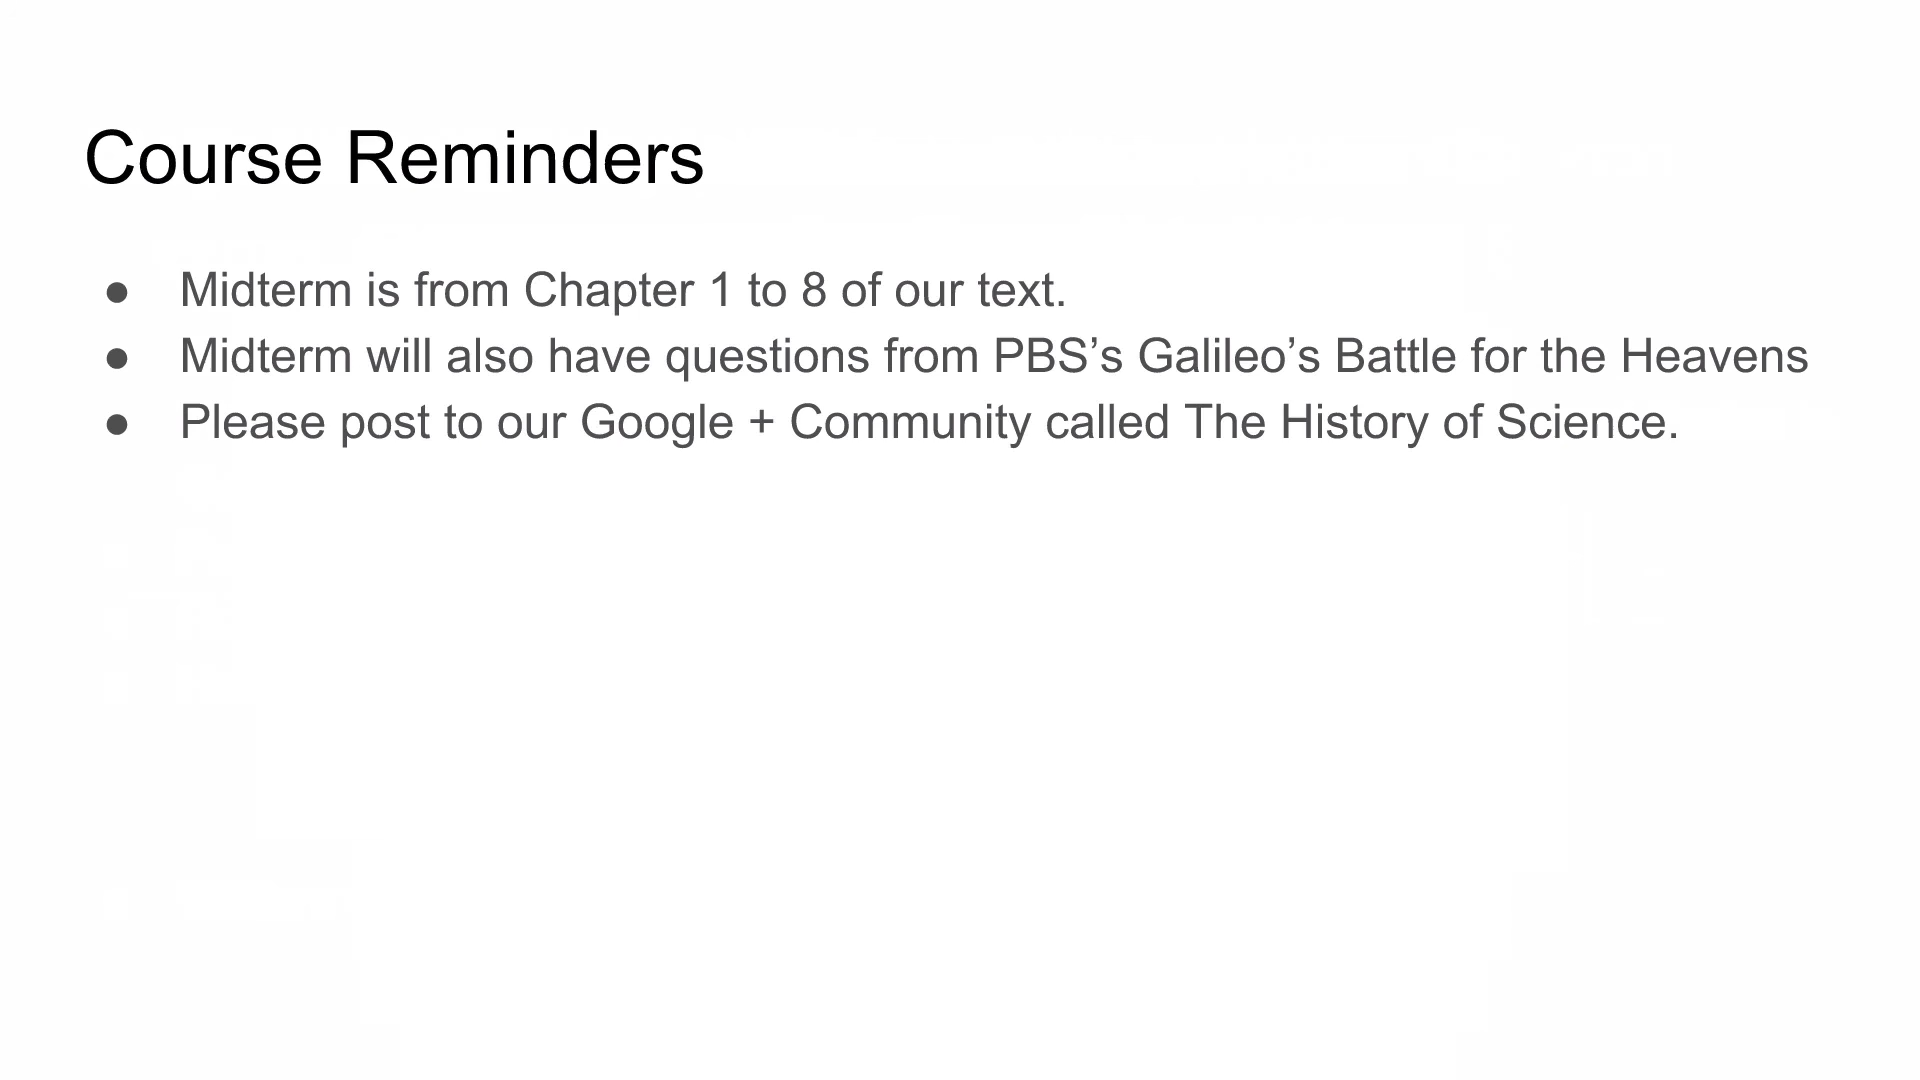 Course Reminders
● Midterm is from Chapter 1 to 8 of our text.
● Midterm will also have questions from PBS’s Galileo’s Battle for the Heavens
● Please post to our Google + Community called The History of Science.